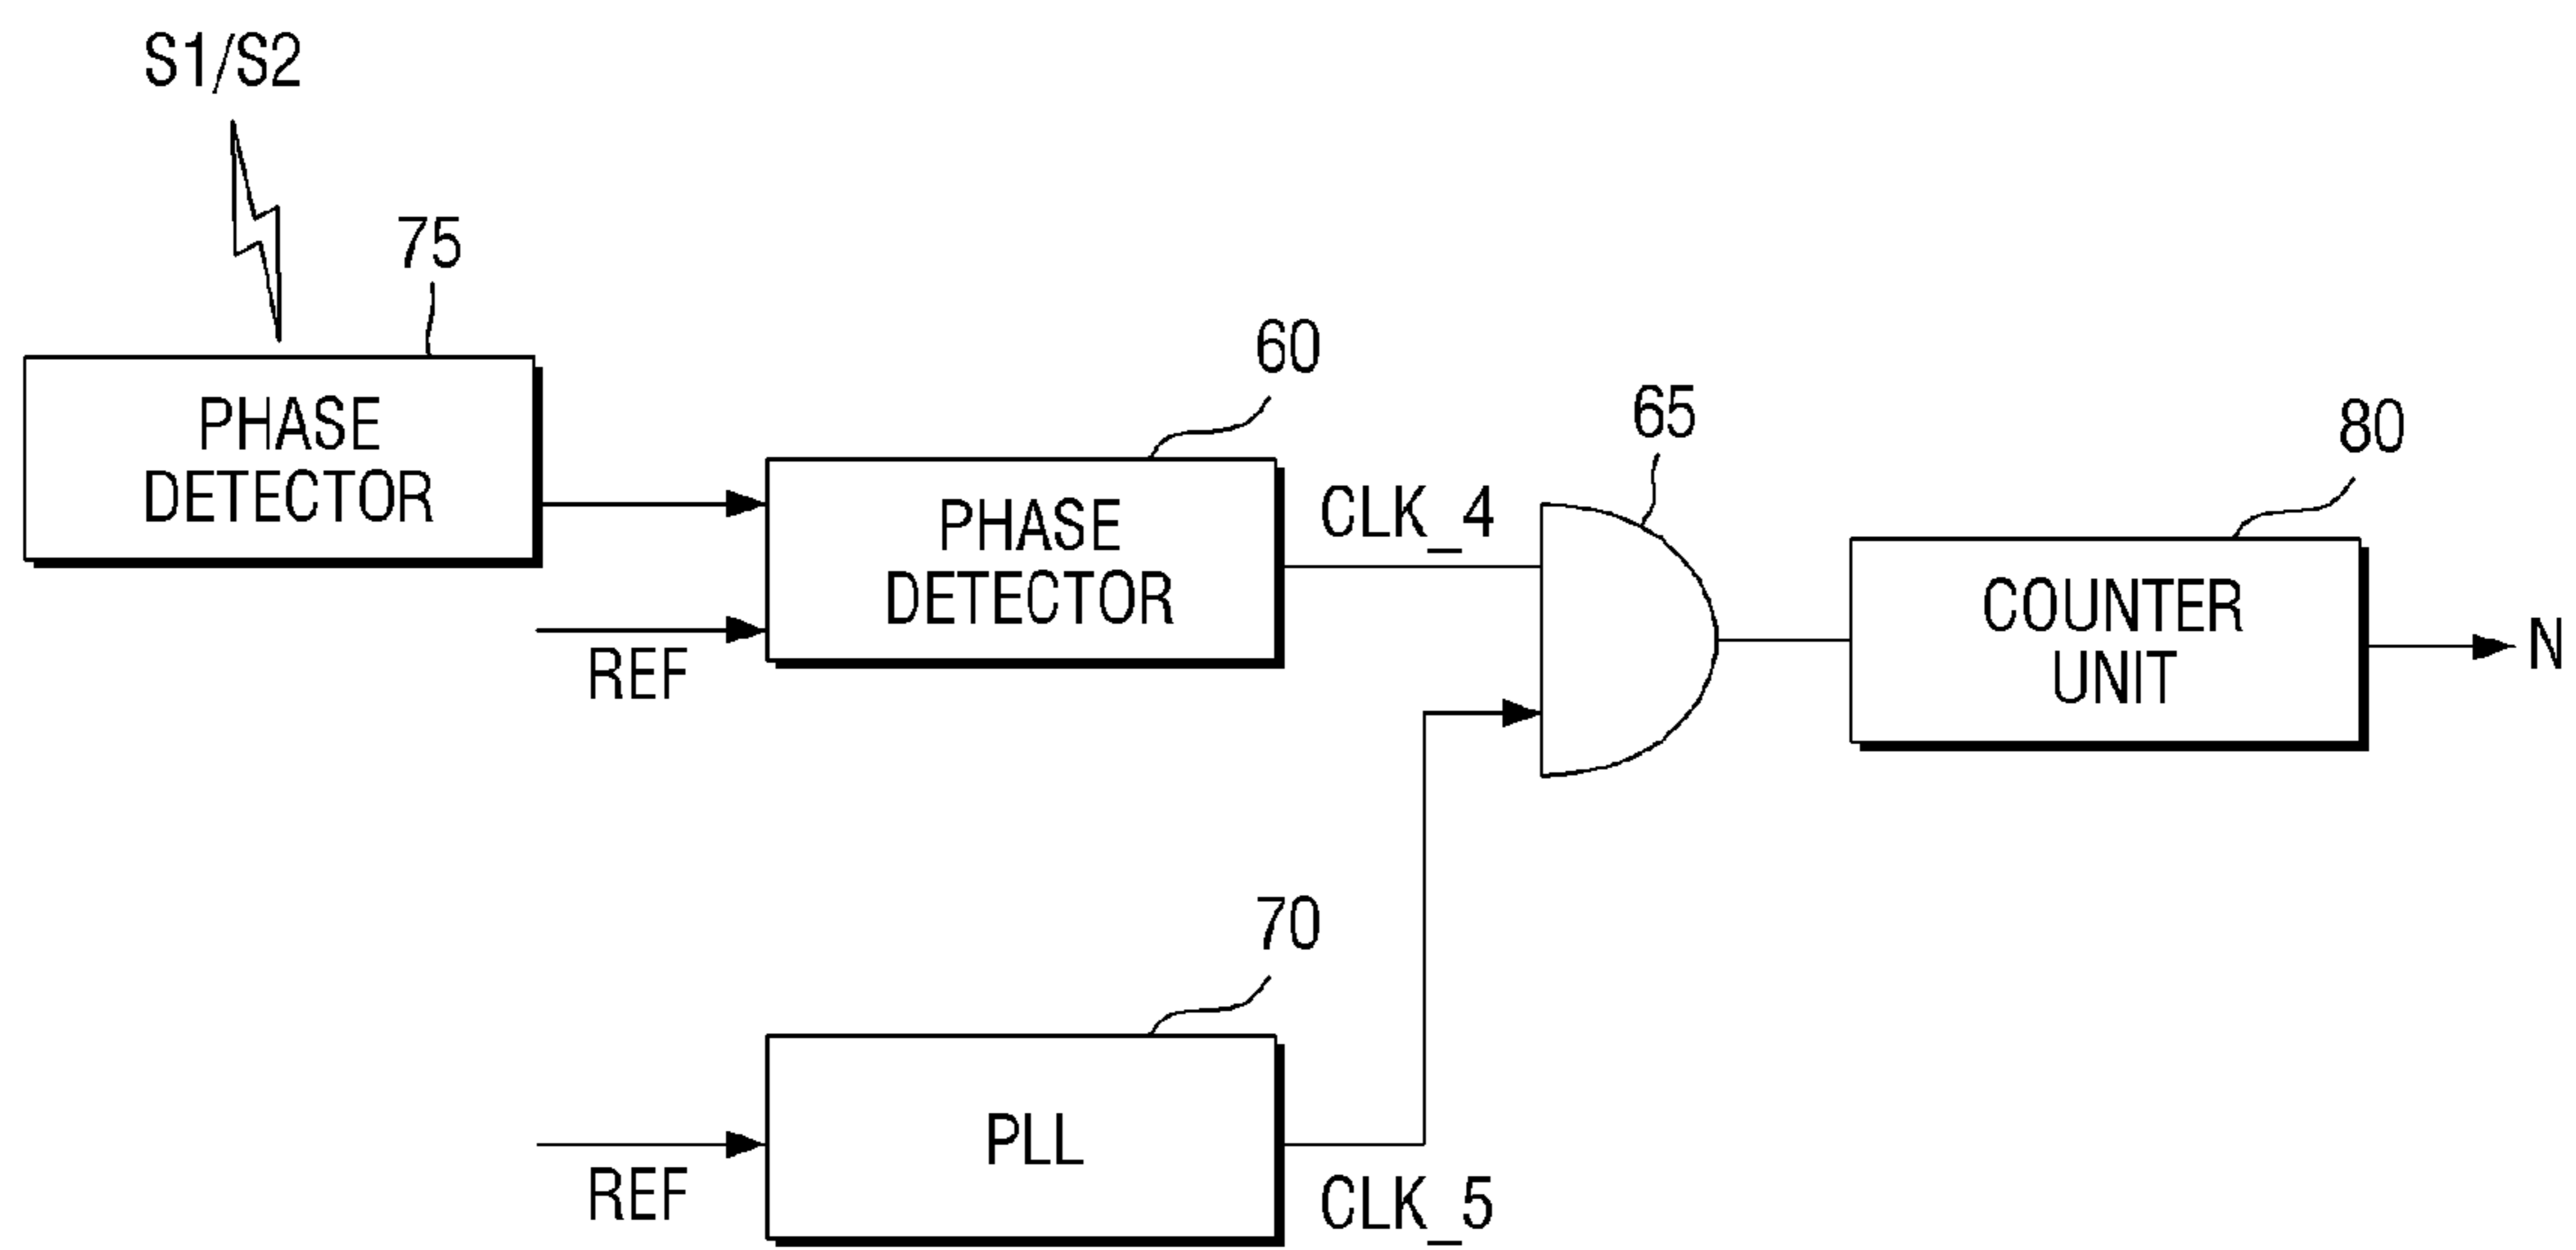 S1/S2
75
PHASE
DETECTOR
60
PHASE
DETECTOR
REF
CLK_4
65
80
COUNTER
UNIT
N
70
PLL
REF
CLK_5